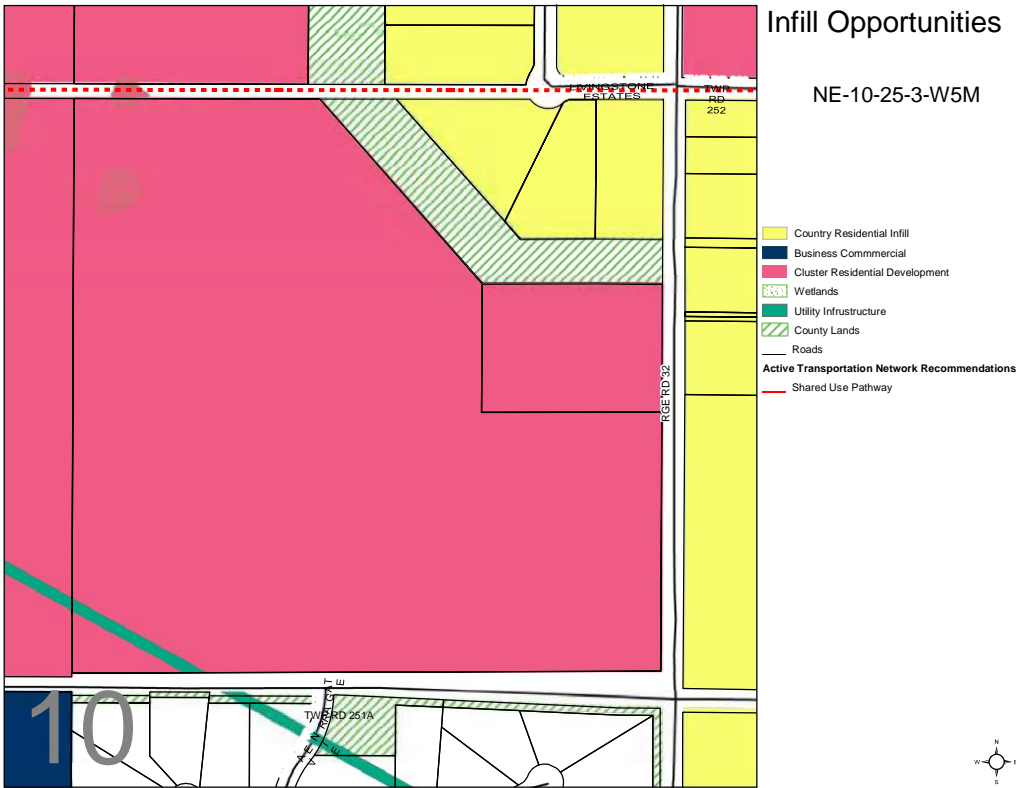 Infill Opportunities
NE-10-25-3-W5M
LIVINGSTONE
ESTATES
TWP
RD
252
Country Residential Infill
Business Commmercial
Cluster Residential Development
Wetlands
Utility Infrustructure
County Lands
Roads
Active Transportation Network Recommendations
Shared Use Pathway
RGE RD 32
10
TWP RD 251A
N
W
E
S